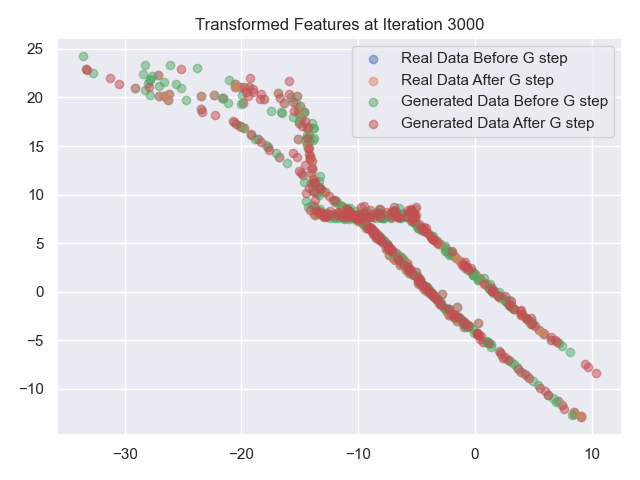 Transformed Features at Iteration 3000
Real Data Before G step
Real Data After G step
Generated Data Before G step
Generated Data After G step
25
20
15
10
5
0
−5
−10
−30
−20
−10
0
10